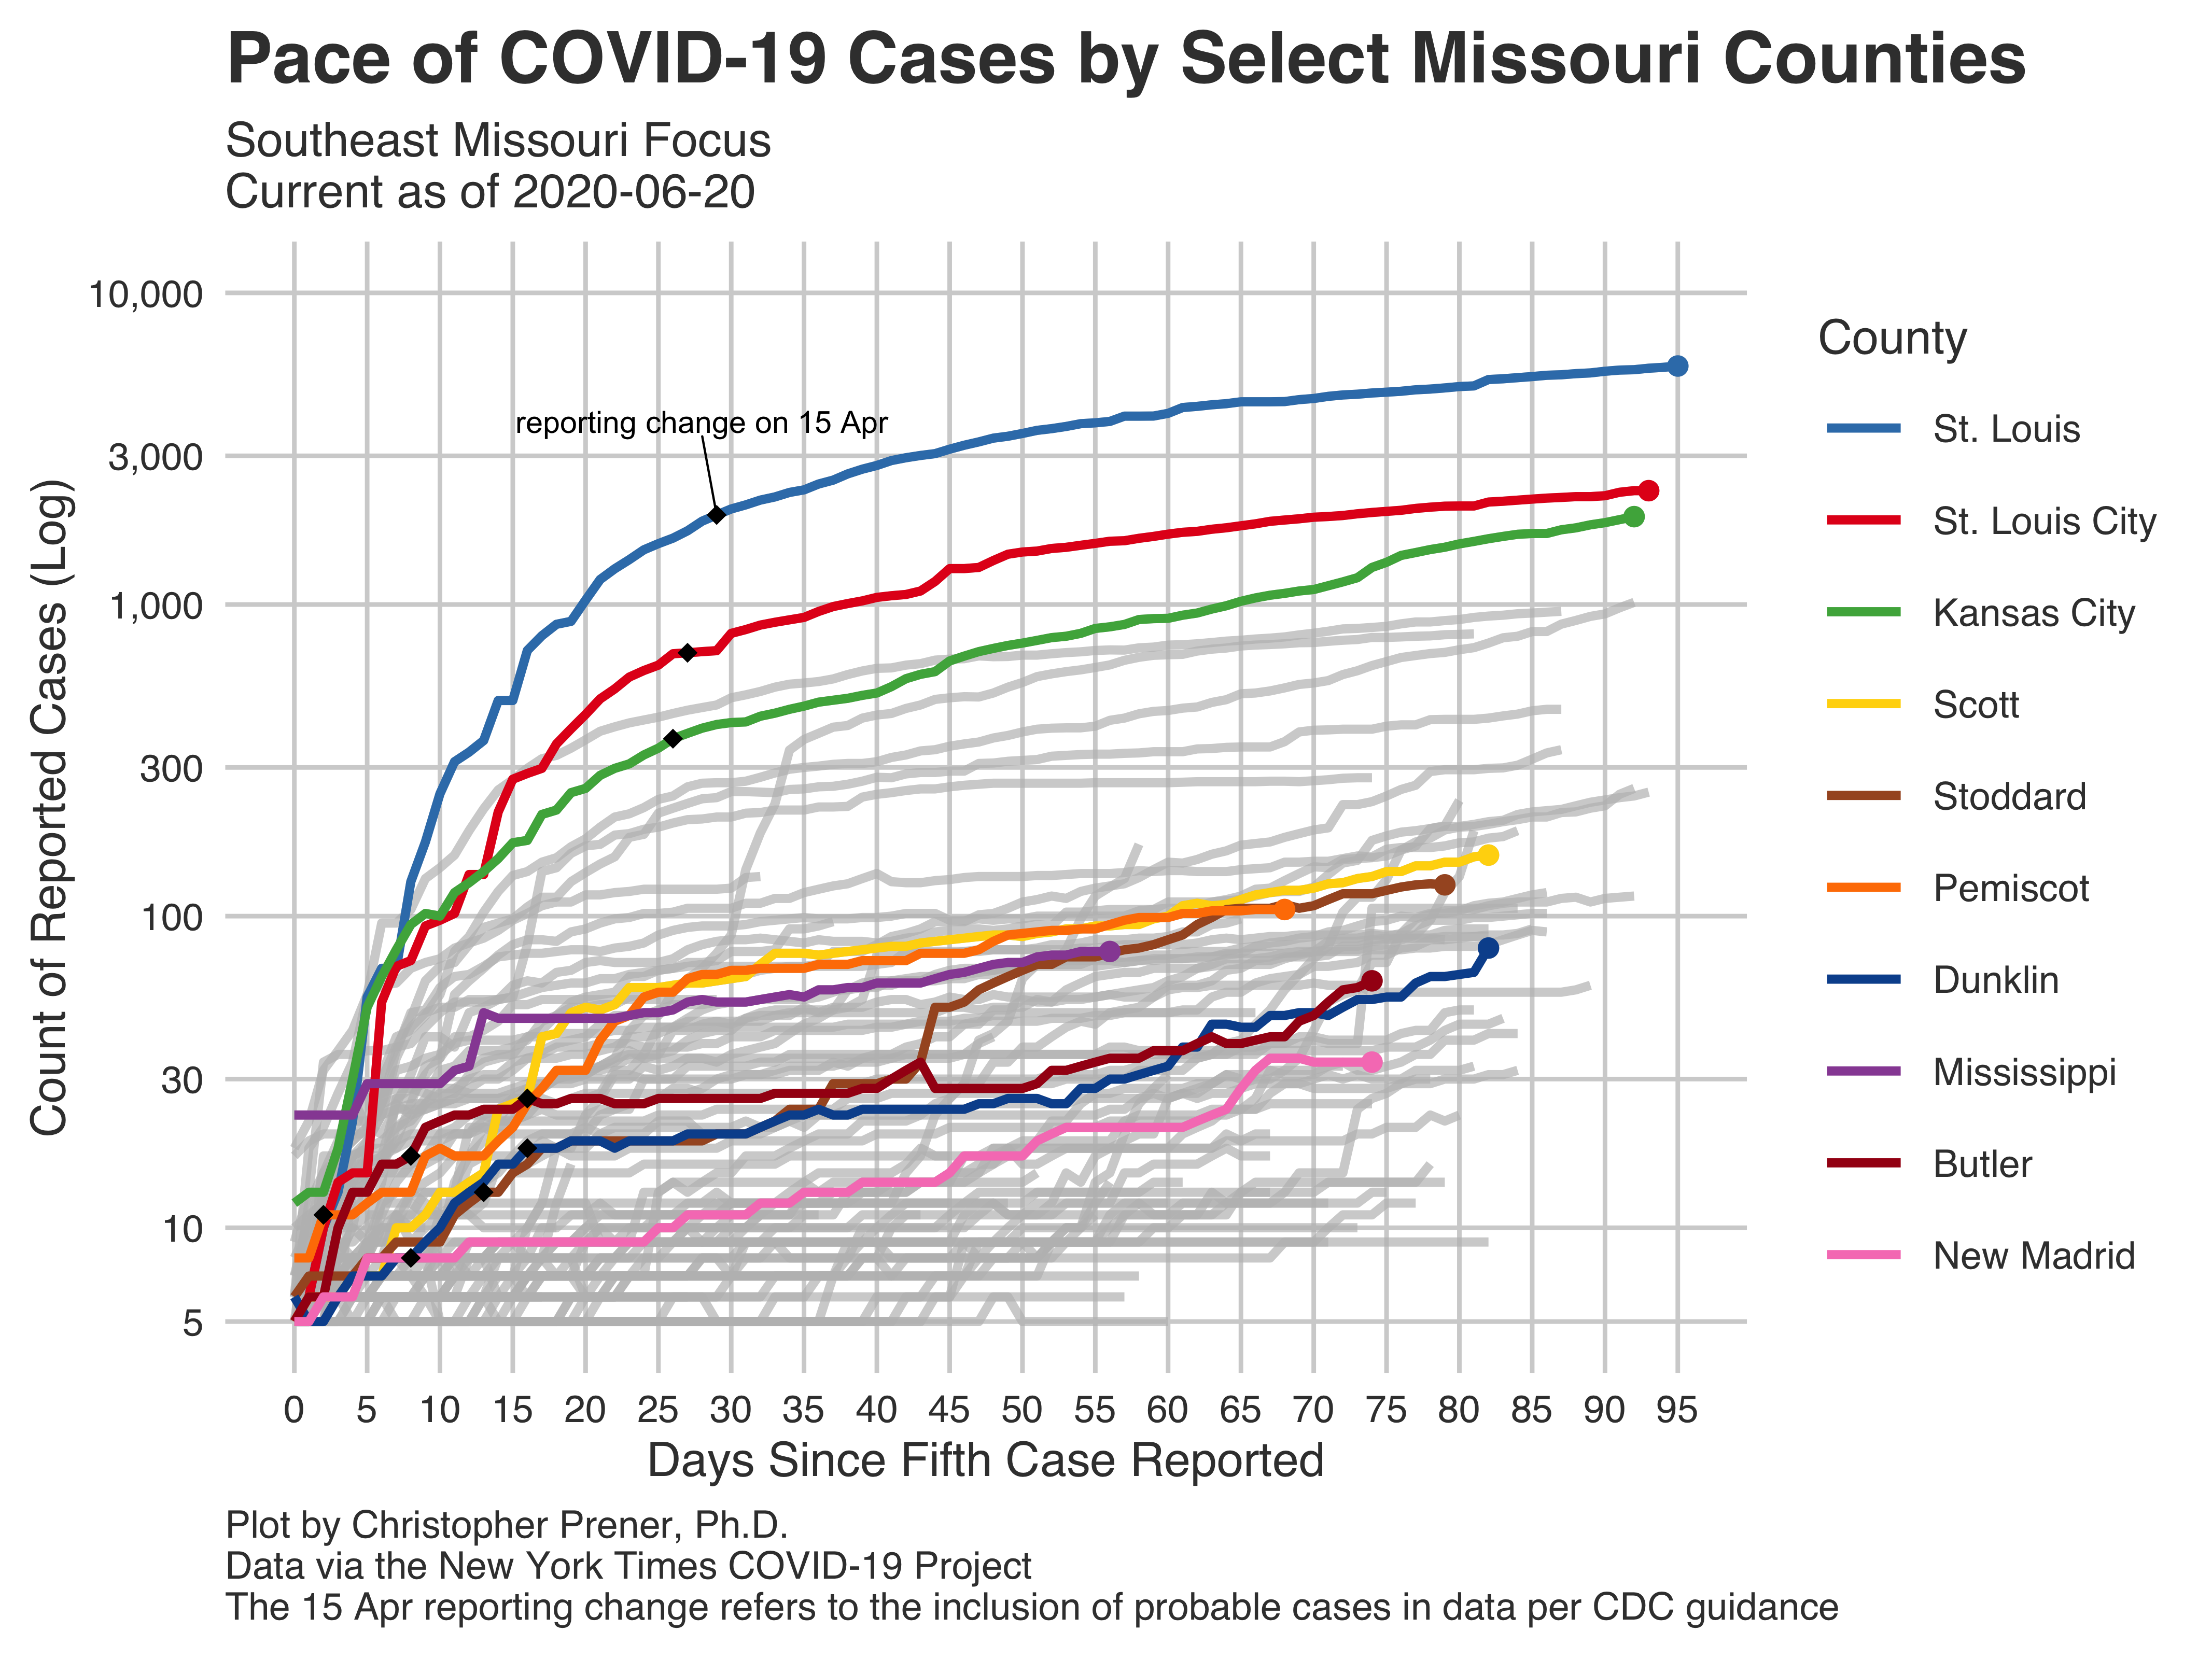 Pace of COVID-19 Cases by Select Missouri Counties
Southeast Missouri Focus
Current as of 2020-06-20
Count of Reported Cases (Log)
10,000
3,000
1,000
300
100
30
10
5
reporting change on 15 Apr
0 5 10 15 20 25 30 35 40 45 50 55 60 65 70 75 80 85 90 95
Days Since Fifth Case Reported
County
St. Louis
St. Louis City
Kansas City
Scott
Stoddard
Pemiscot
Dunklin
Mississippi
Butler
New Madrid
Plot by Christopher Prener, Ph.D.
Data via the New York Times COVID-19 Project
The 15 Apr reporting change refers to the inclusion of probable cases in data per CDC guidance